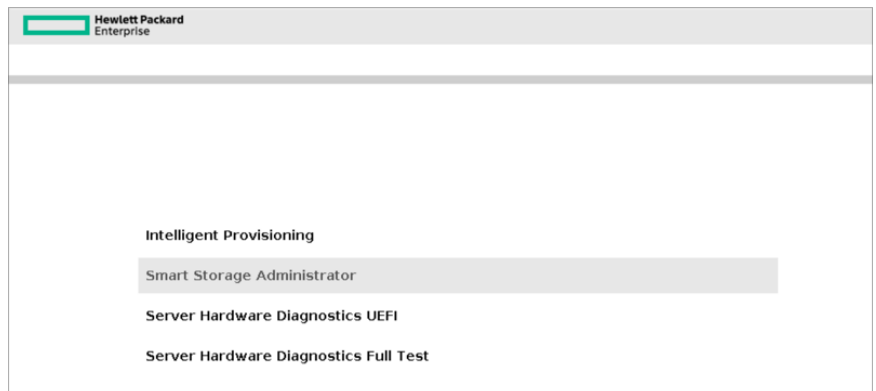 Hewlett Packard
Enterprise
Intelligent Provisioning
Smart Storage Administrator
Server Hardware Diagnostics UEFI
Server Hardware Diagnostics Full Test